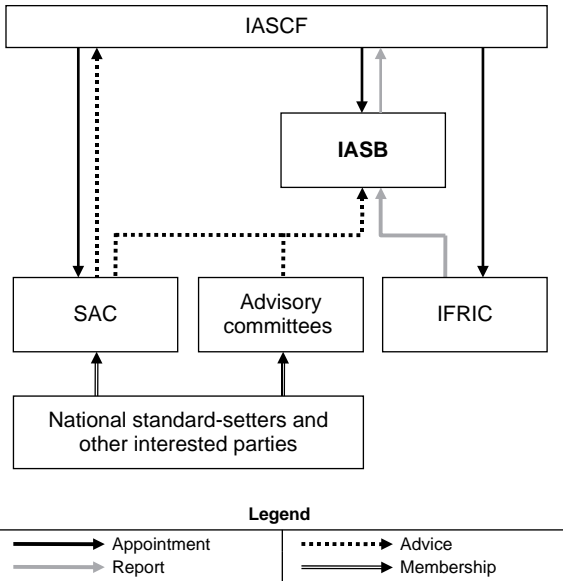 IASCF
IASB
SAC
Advisory
committees
IFRIC
National standard-setters and
other interested parties
Legend
Appointment
Advice
Report
Membership